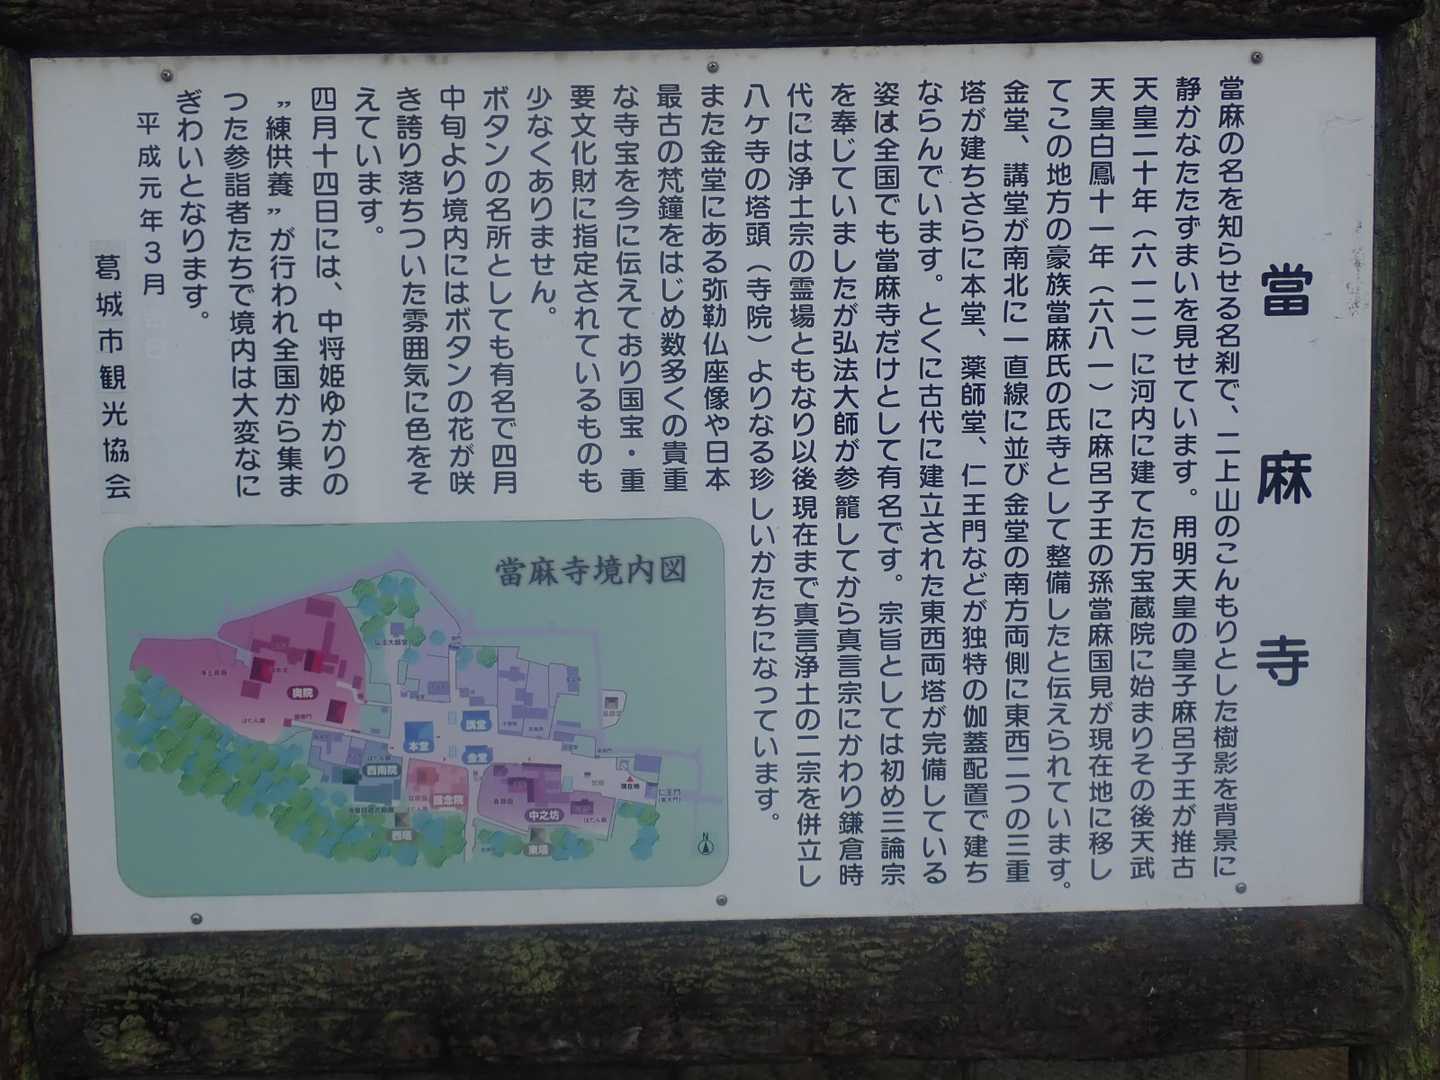 當麻寺
當麻の名を知らせる名刹で、二上山のこんもりとした樹影を背景に
静かなたたずまいを見せています。用明天皇の皇子麻呂子王が推古
天皇二十年（六一二）に河内に建てた万宝蔵院に始まりその後天武
天皇白鳳十一年（六八一）に麻呂子王の孫當麻国見が現在地に移し
てこの地方の豪族當麻氏の氏寺として整備したと伝えられています。
金堂、講堂が南北に一直線に並び金堂の南方両側に東西二つの三重
塔が建ちさらに本堂、薬師堂、仁王門などが独特の伽藍配置で建ち
ならんでいます。とくに古代に建立された東西両塔が完備している
姿は全国でも當麻寺だけとして有名です。宗旨としては初め三論宗
を奉じていましたが弘法大師が参籠してから真言宗にかわり鎌倉時
代には浄土宗の霊場ともなり以後現在まで真言浄土の二宗を併立し
八ケ寺の塔頭（寺院）よりなる珍しいかたちになっています。
また金堂にある弥勒仏座像や日本
最古の梵鐘をはじめ数多くの貴重
な寺宝を今に伝えており国宝・重
要文化財に指定されているものも
少なくありません。
ボタンの名所としても有名で四月
中旬より境内にはボタンの花が咲
き誇り落ちついた雰囲気に色をそ
えています。
四月十四日には、中将姫ゆかりの
〝練供養〟が行われ全国から集ま
った参詣者たちで境内は大変なに
ぎわいとなります。
平成元年３月
葛城市観光協会
當麻寺境内図
奥院
講堂
本堂
金堂
西南院
護念院
中之坊
西塔
東塔
仁王門
現在地
N